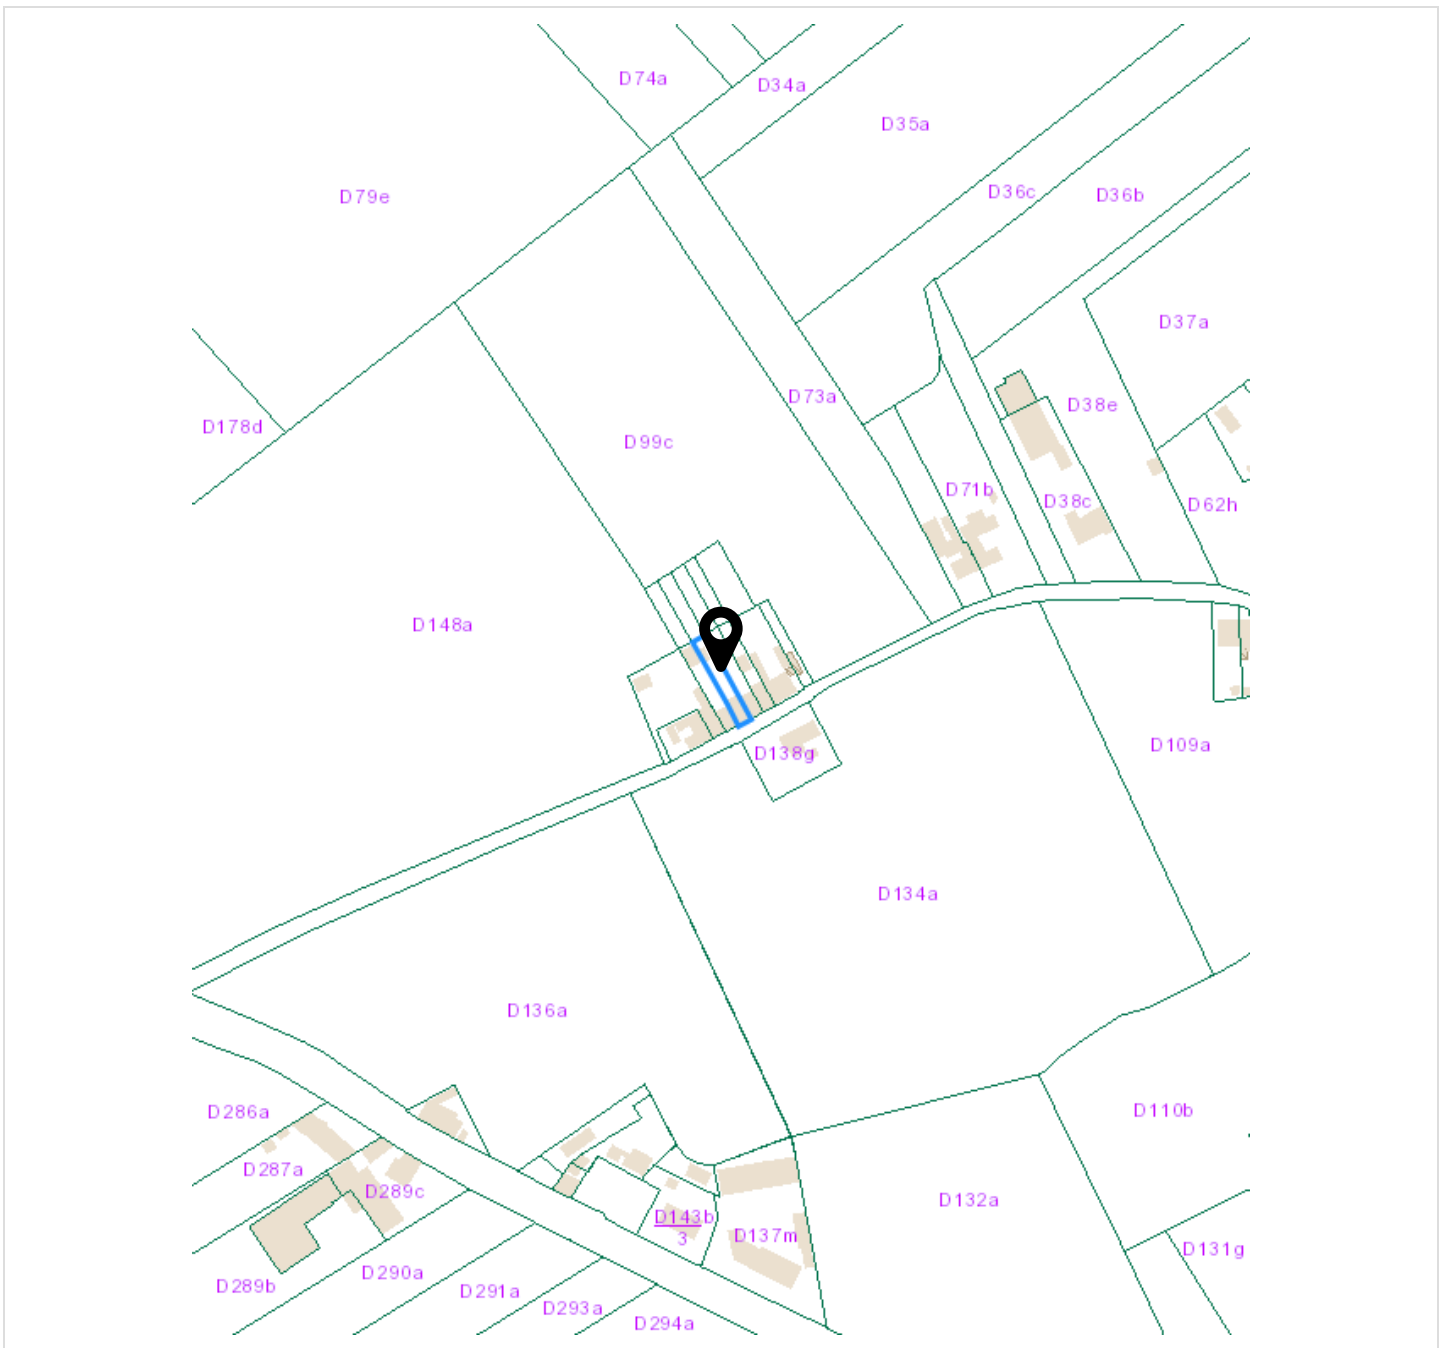 D74a
D34a
D35a
D79e
D36c
D36b
D37a
D73a
D38e
D178d
D99c
D71b
D38c
D62h
D148a
D138g
D109a
D134a
D136a
D286a
D110b
D287a
D289c
D132a
D143b
3
D137m
D131g
D290a
D289b
D291a
D293a
D294a